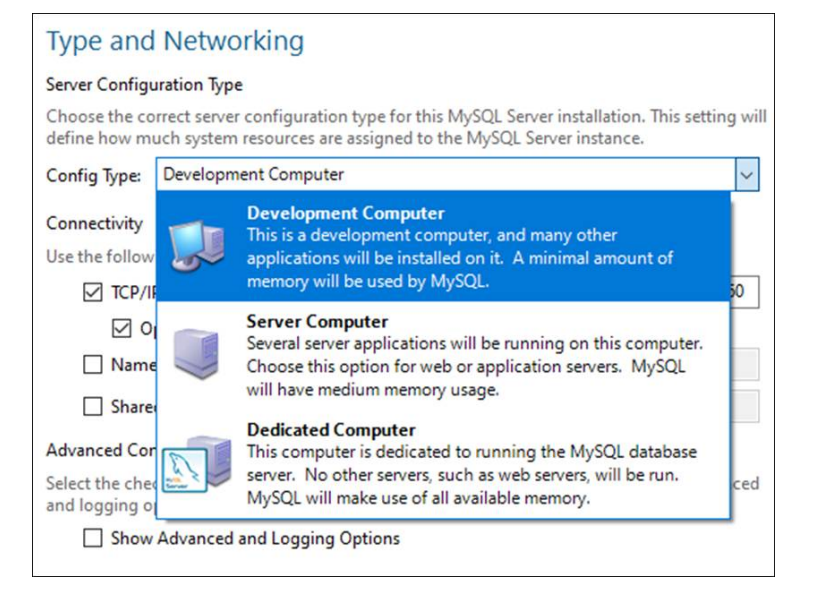 Type and Networking
Server Configuration Type
Choose the correct server configuration type for this MySQL Server installation. This setting will
define how much system resources are assigned to the MySQL Server instance.
Config Type: Development Computer
Development Computer
This is a development computer, and many other
applications will be installed on it. A minimal amount of
memory will be used by MySQL.
Connectivity
Use the follow
TCP/IP
Server Computer
Several server applications will be running on this computer.
Choose this option for web or application servers. MySQL
will have medium memory usage.
Name
Share
Dedicated Computer
This computer is dedicated to running the MySQL database
server. No other servers, such as web servers, will be run.
MySQL will make use of all available memory.
Advanced Con
Select the che
and logging o
Show Advanced and Logging Options